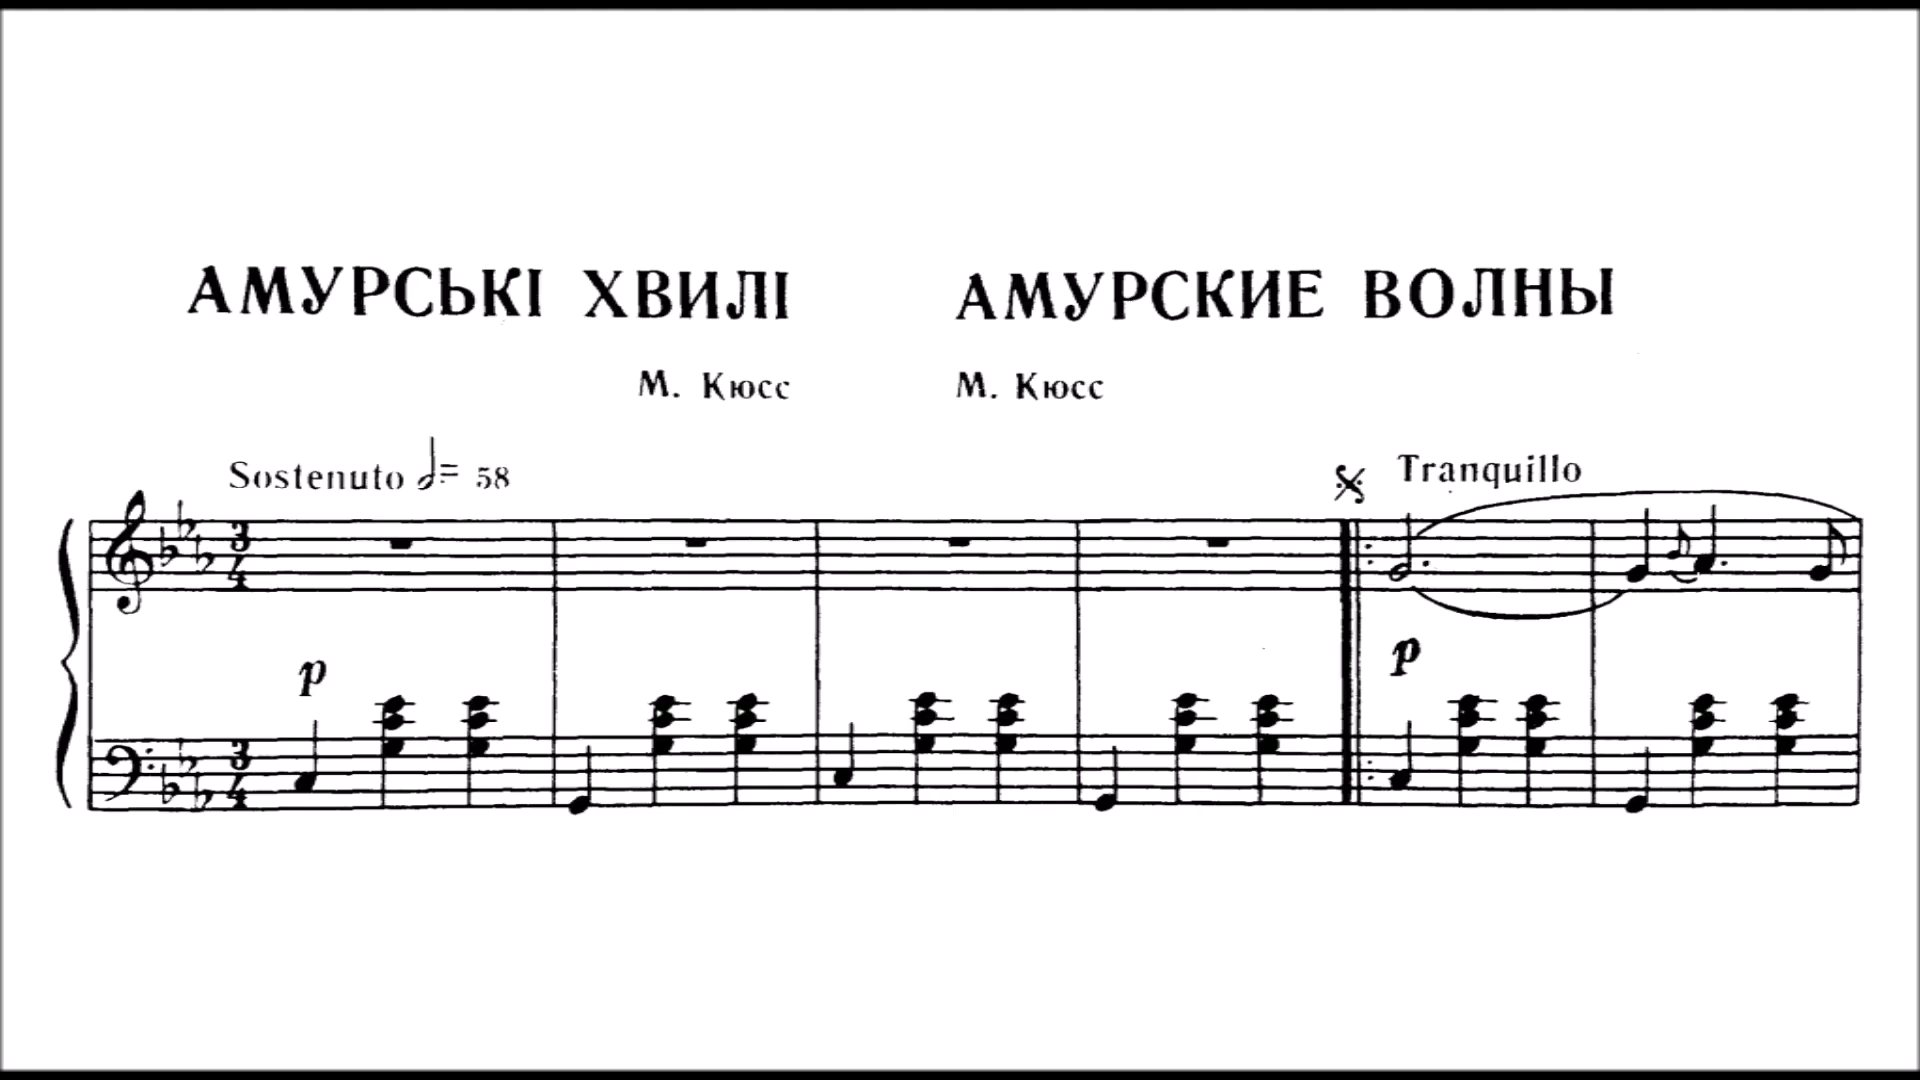 АМУРСЬКІ ХВИЛІ
АМУРСКИЕ ВОЛНЫ
М. Кюсс
М. Кюсс
Sostenuto 𝅗𝅥= 58
Tranquillo
3/4
p
p
3/4